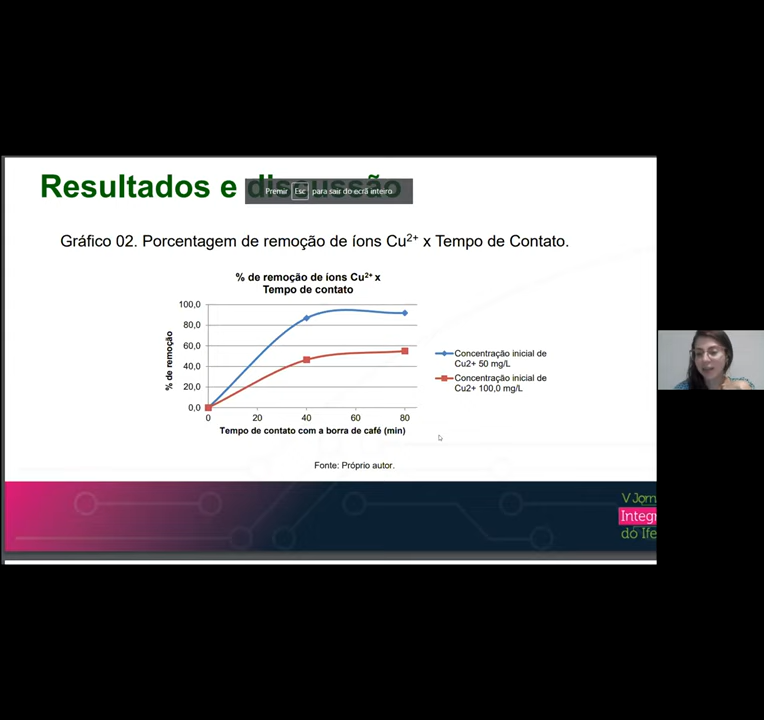 Resultados e discussão
Premir Esc para sair do ecrã inteiro
Gráfico 02. Porcentagem de remoção de íons Cu2+ x Tempo de Contato.
% de remoção de íons Cu2+ x
Tempo de contato
% de remoção
100,0
80,0
60,0
40,0
20,0
0,0
0 20 40 60 80
Tempo de contato com a borra de café (min)
Concentração inicial de
Cu2+ 50 mg/L
Concentração inicial de
Cu2+ 100,0 mg/L
Fonte: Próprio autor.
V Jorn
Integr
do Ife